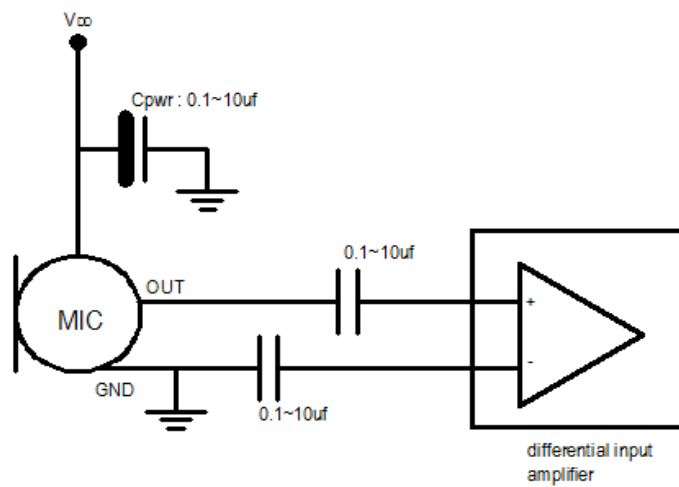 VDD
Cpwr : 0.1~10uf
0.1~10uf
OUT
MIC
+
-
GND
0.1~10uf
differential input
amplifier